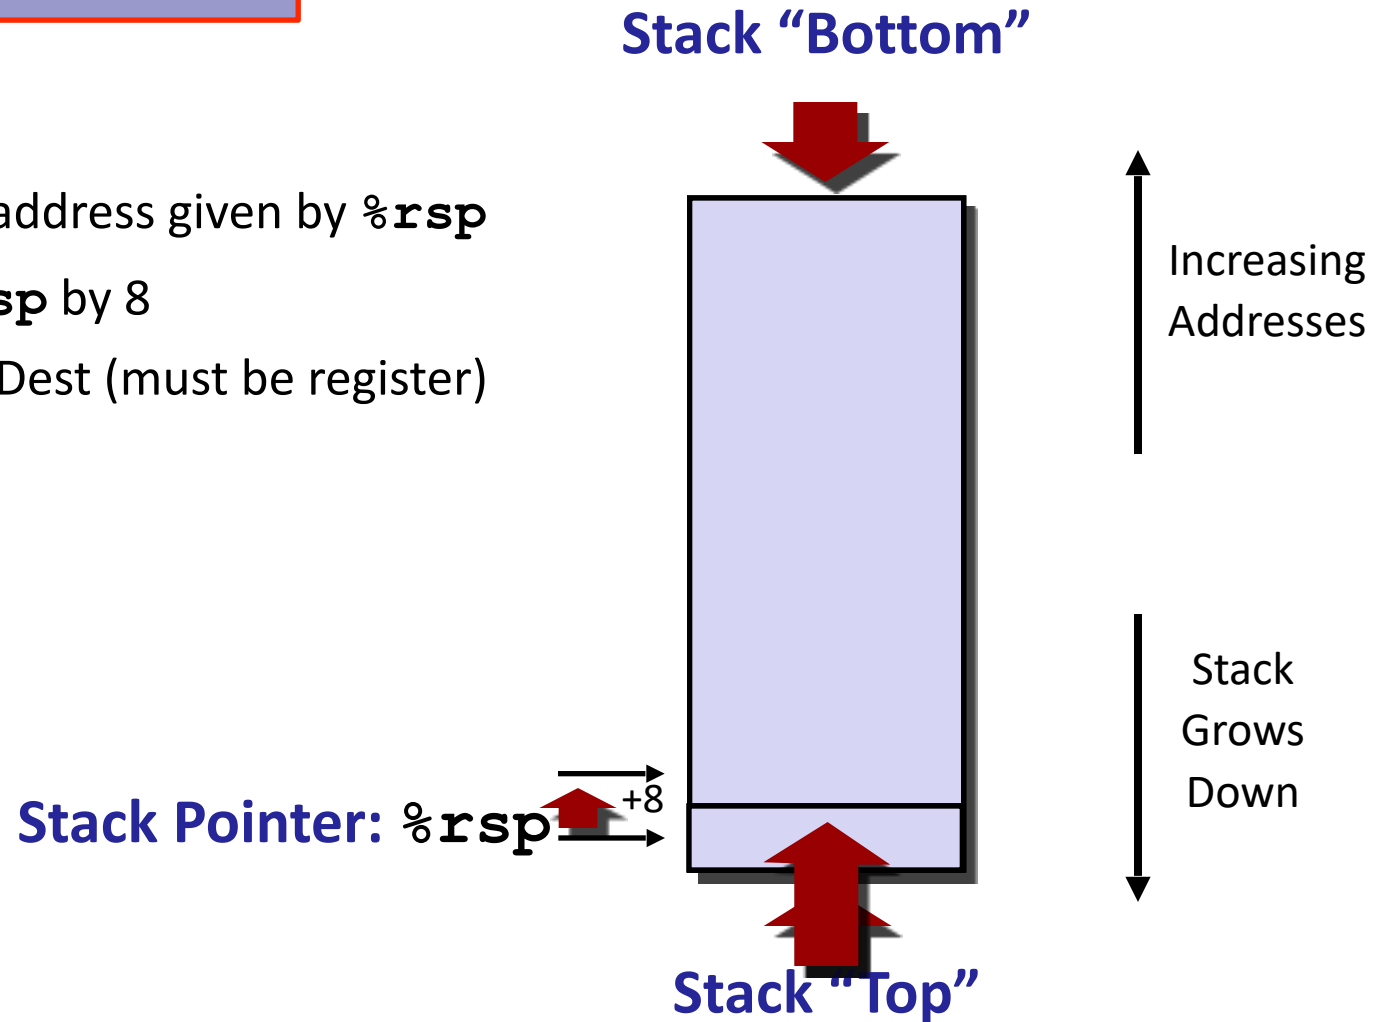 Stack “Bottom”
address given by %rsp
sp by 8
Dest (must be register)
Increasing
Addresses
Stack
Grows
Down
+8
Stack Pointer: %rsp
Stack “Top”